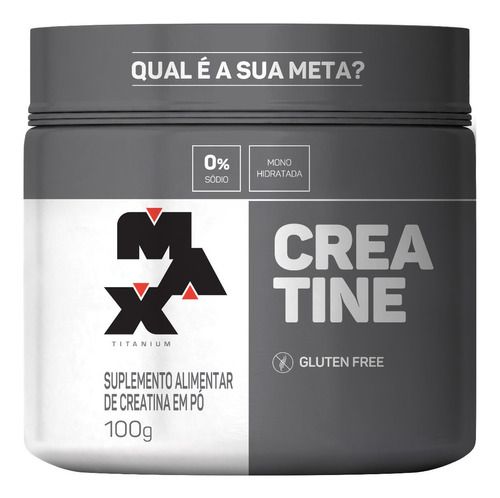 QUAL É A SUA META?
0%
SÓDIO
MONO
HIDRATADA
MAX
TITANIUM
SUPLEMENTO ALIMENTAR
DE CREATINA EM PÓ
100g
CREA
TINE
GLUTEN FREE